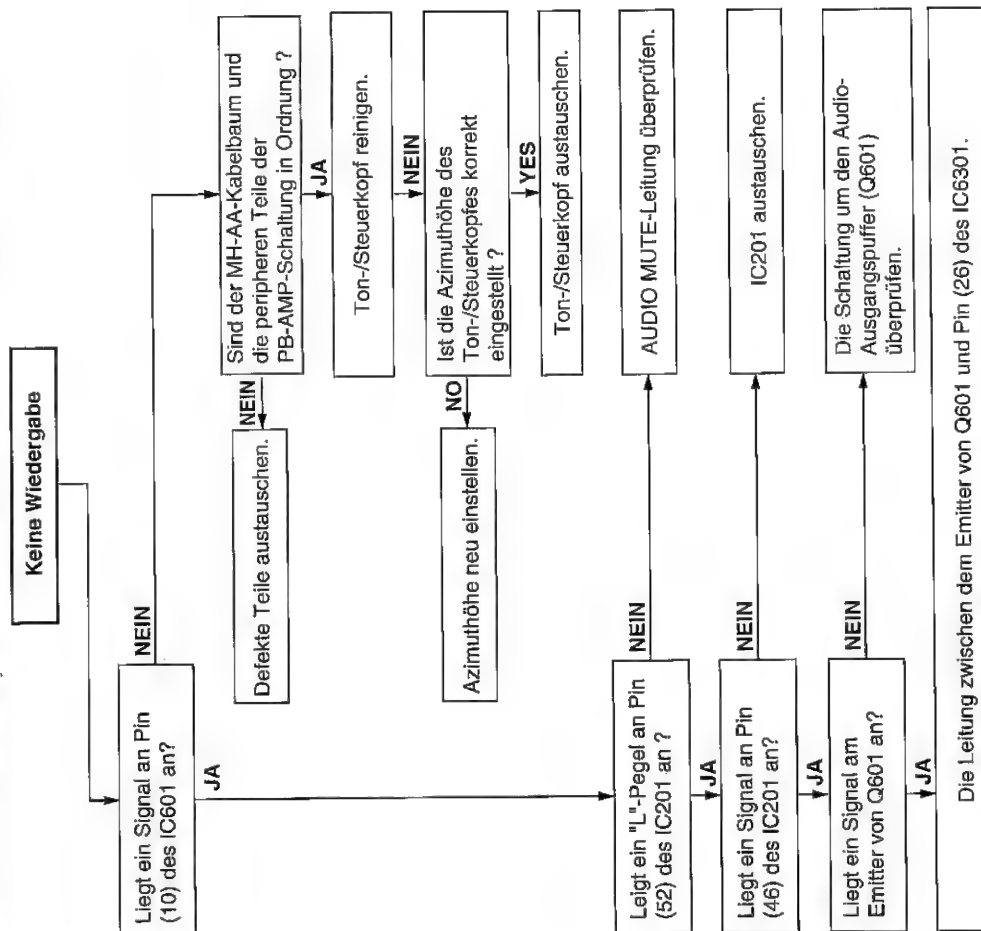 Keine Wiedergabe
Liegt ein Signal an Pin
(10) des IC601 an?
NEIN
JA
Sind der MH-AA-Kabelbaum und
die peripheren Teile der
PB-AMP-Schaltung in Ordnung ?
NEIN
Defekte Teile austauschen.
JA
Ton-/Steuerkopf reinigen.
NEIN
Ist die Azimuthöhe des
Ton-/Steuerkopfes korrekt
eingestellt ?
NO
Azimuthöhe neu einstellen.
YES
Ton-/Steuerkopf austauschen.
Leigt ein "L"-Pegel an Pin
(52) des IC201 an ?
NEIN
AUDIO MUTE-Leitung überprüfen.
JA
Liegt ein Signal an Pin
(46) des IC201 an?
NEIN
IC201 austauschen.
JA
Liegt ein Signal am
Emitter von Q601 an?
NEIN
Die Schaltung um den Audio-
Ausgangspuffer (Q601)
überprüfen.
JA
Die Leitung zwischen dem Emitter von Q601 und Pin (26) des IC6301.